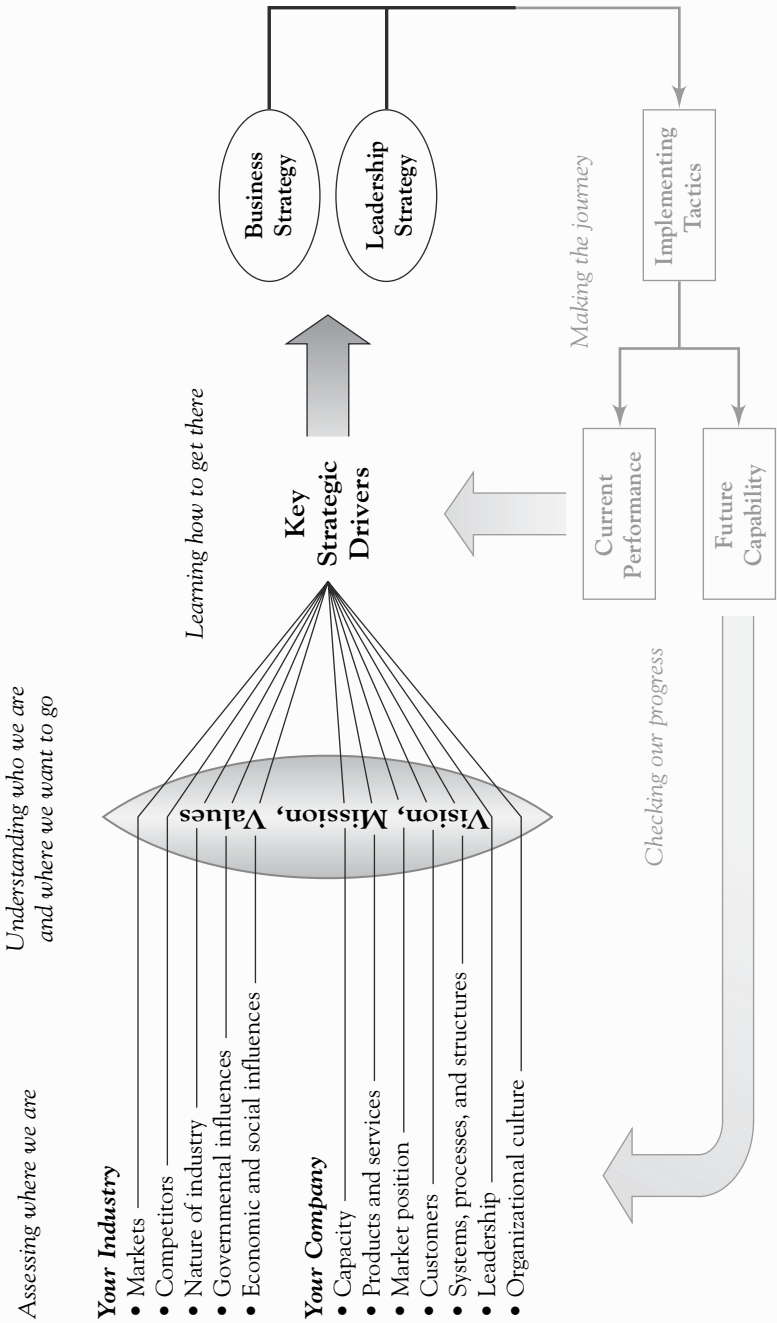 Assessing where we are
Understanding who we are
and where we want to go
Learning how to get there
Your Industry
• Markets
• Competitors
• Nature of industry
• Governmental influences
• Economic and social influences
Your Company
• Capacity
• Products and services
• Market position
• Customers
• Systems, processes, and structures
• Leadership
• Organizational culture
Vision, Mission, Values
Key
Strategic
Drivers
Business
Strategy
Leadership
Strategy
Making the journey
Implementing
Tactics
Current
Performance
Future
Capability
Checking our progress